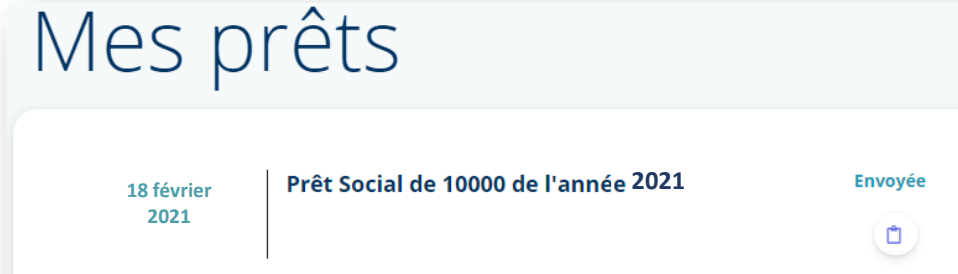 Mes prêts
18 février
2021
Prêt Social de 10000 de l'année 2021
Envoyée